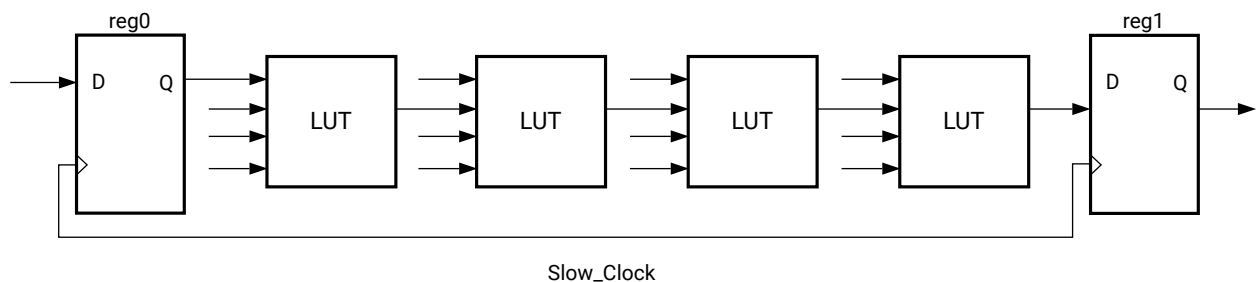 reg0
reg1
D Q
LUT
LUT
LUT
LUT
D Q
Slow_Clock